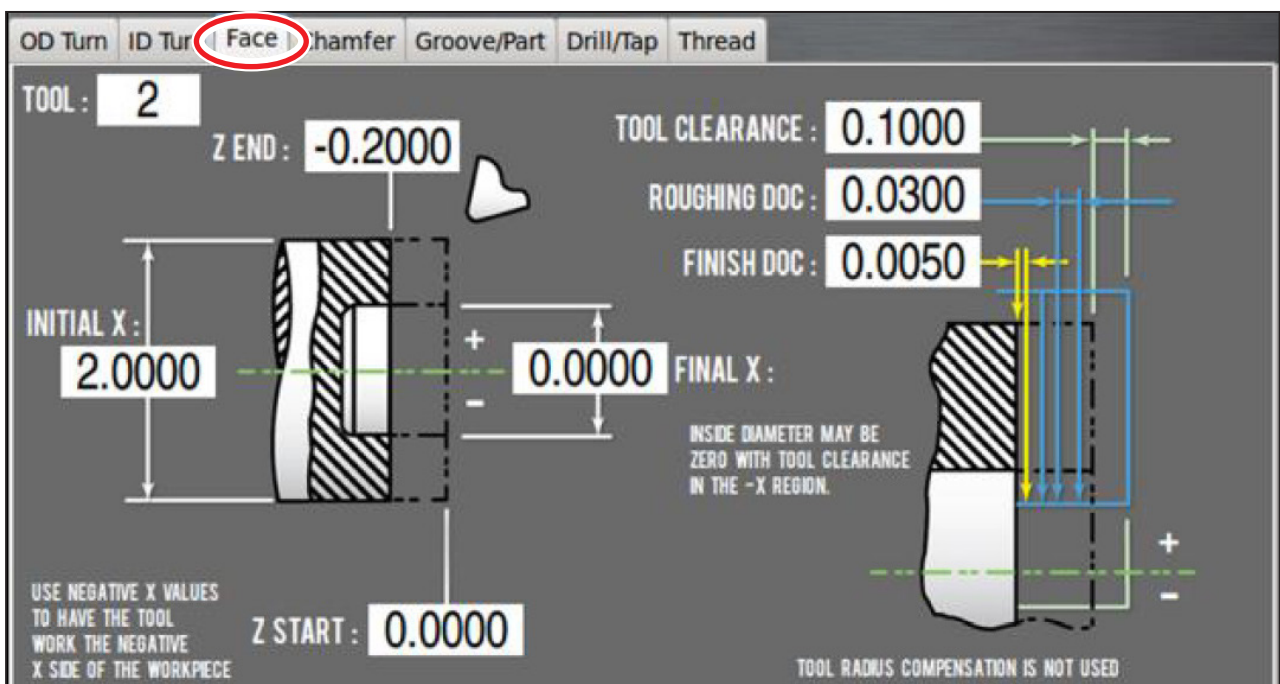 OD Turn ID Tur Face Chamfer Groove/Part Drill/Tap Thread
TOOL : 2
Z END : -0.2000
TOOL CLEARANCE : 0.1000
ROUGHING DOC : 0.0300
FINISH DOC : 0.0050
INITIAL X :
2.0000
+
-
0.0000 FINAL X :
INSIDE DIAMETER MAY BE
ZERO WITH TOOL CLEARANCE
IN THE -X REGION.
+
-
USE NEGATIVE X VALUES
TO HAVE THE TOOL
WORK THE NEGATIVE
X SIDE OF THE WORKPIECE
Z START : 0.0000
TOOL RADIUS COMPENSATION IS NOT USED